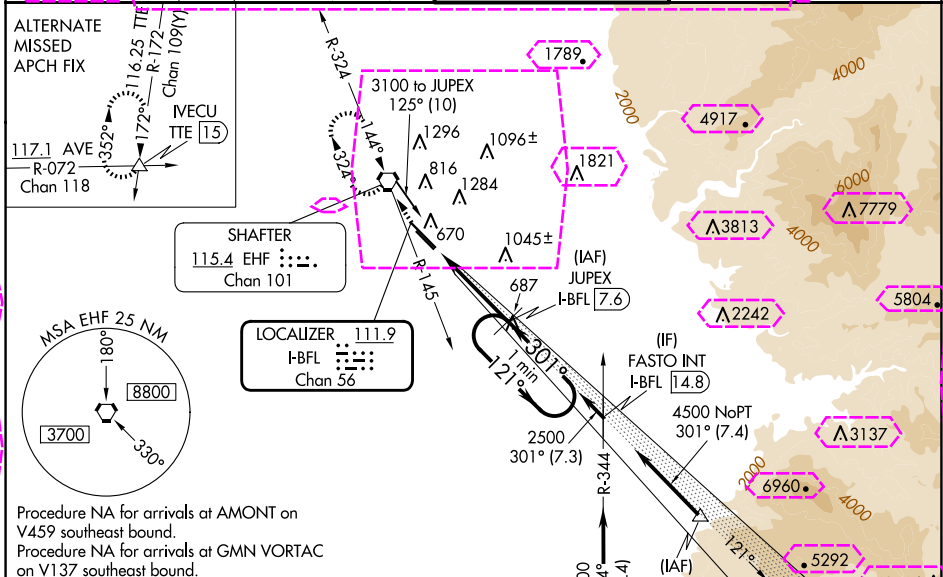 ALTERNATE
MISSED
APCH FIX
116.25 TTE
R-172
Chan 109(Y)
IVECU
TTE 15
352°
172°
117.1 AVE
R-072
Chan 118
R-324
3100 to JUPEX
125° (10)
144°
324°
1296
1096±
816
1284
670
1045±
1789
1821
4917
7779
3813
2242
5804
3137
6960
5292
2000
4000
6000
4000
2000
4000
SHAFTER
115.4 EHF
Chan 101
R-145
LOCALIZER 111.9
I-BFL
Chan 56
(IAF)
JUPEX
I-BFL 7.6
687
301°
1 min
121°
(IF)
FASTO INT
I-BFL 14.8
2500
301° (7.3)
4500 NoPT
301° (7.4)
R-344
121°
(IAF)
MSA EHF 25 NM
180°
8800
3700
330°
Procedure NA for arrivals at AMONT on
V459 southeast bound.
Procedure NA for arrivals at GMN VORTAC
on V137 southeast bound.